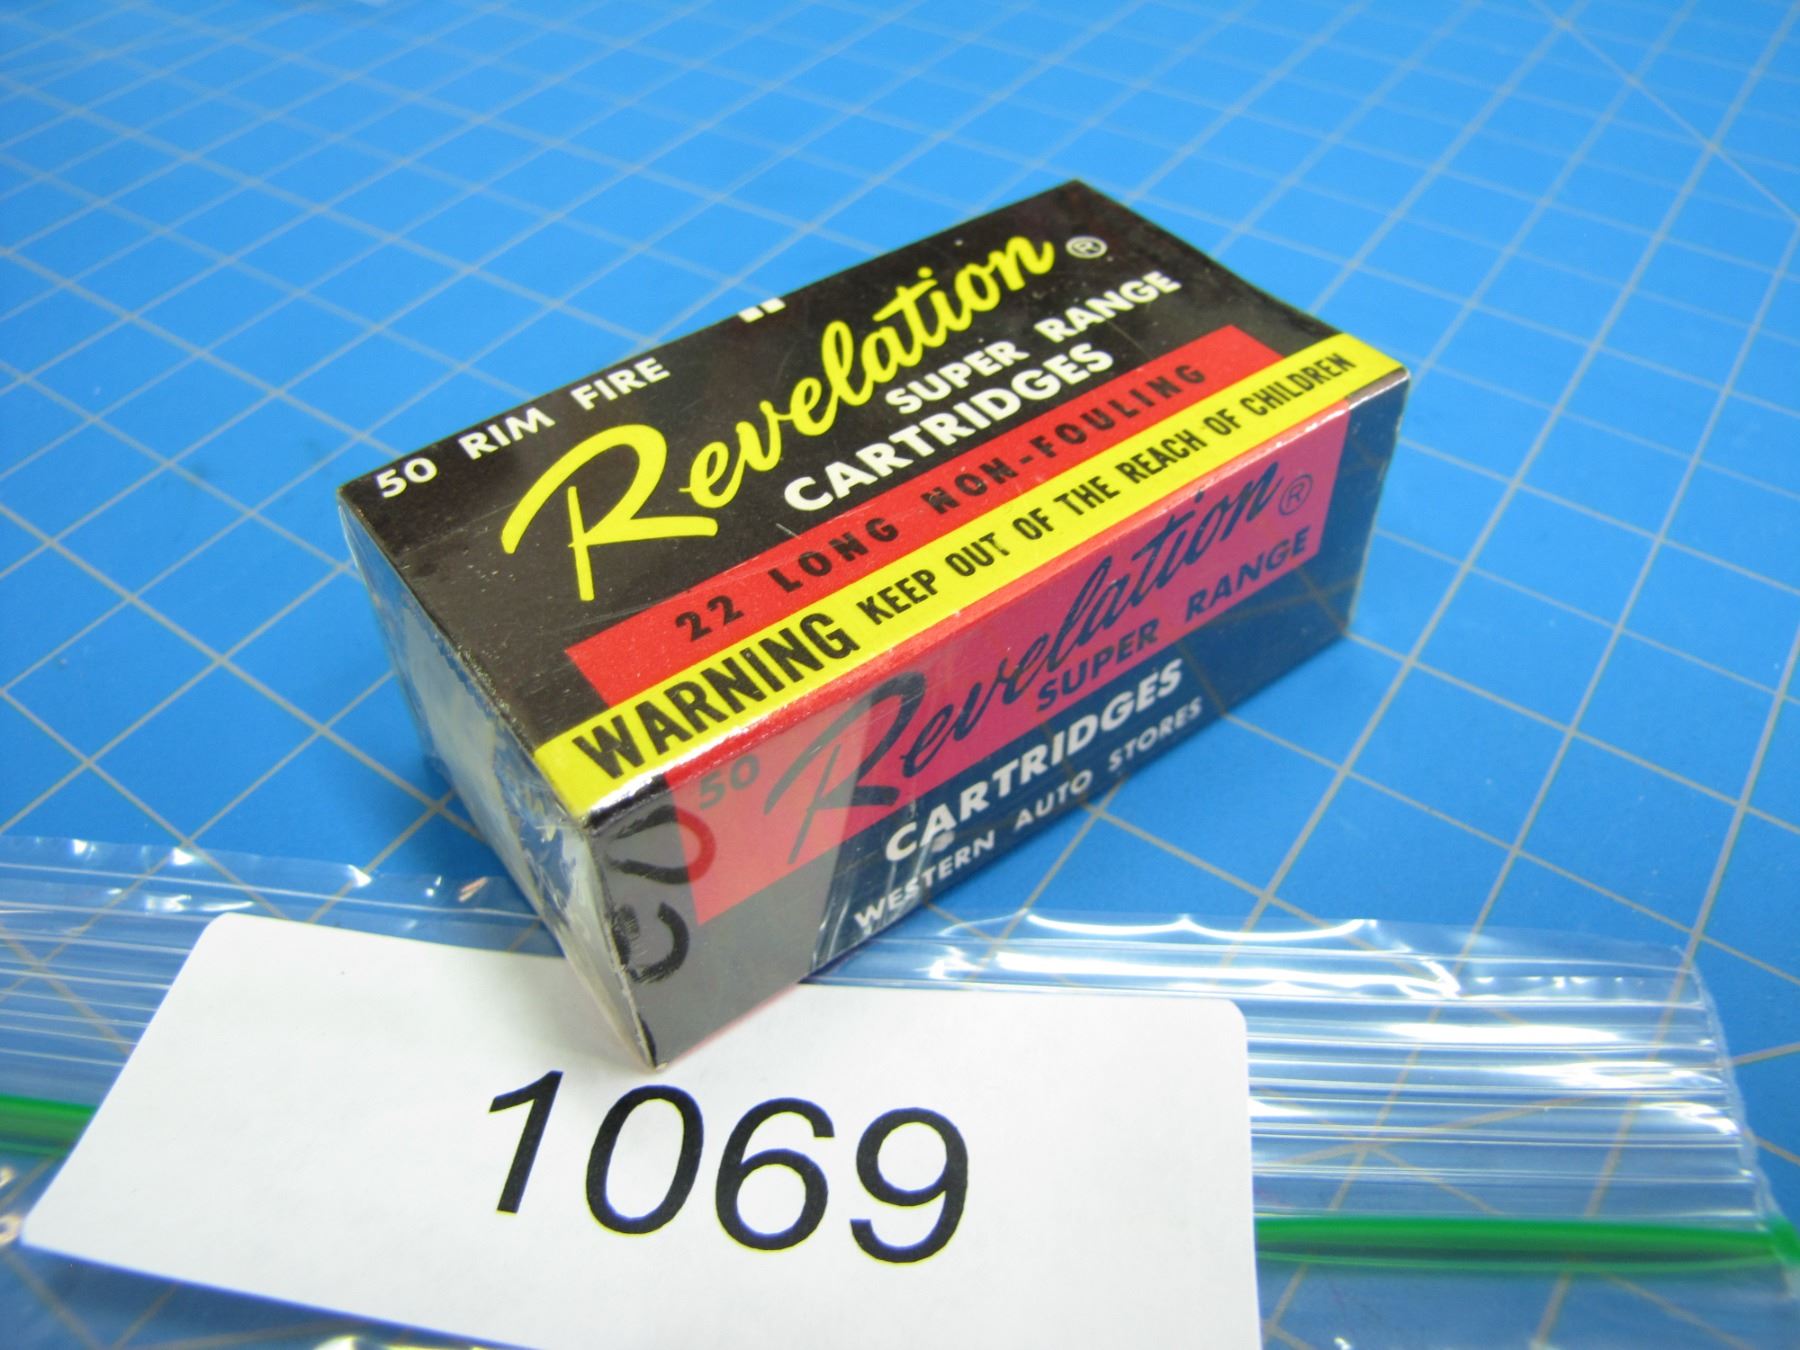 50 RIM FIRE
Revelation ®
SUPER RANGE
CARTRIDGES
22 LONG NON-FOULING
WARNING KEEP OUT OF THE REACH OF CHILDREN
50 Revelation ®
SUPER RANGE
CARTRIDGES
WESTERN AUTO STORES
1069